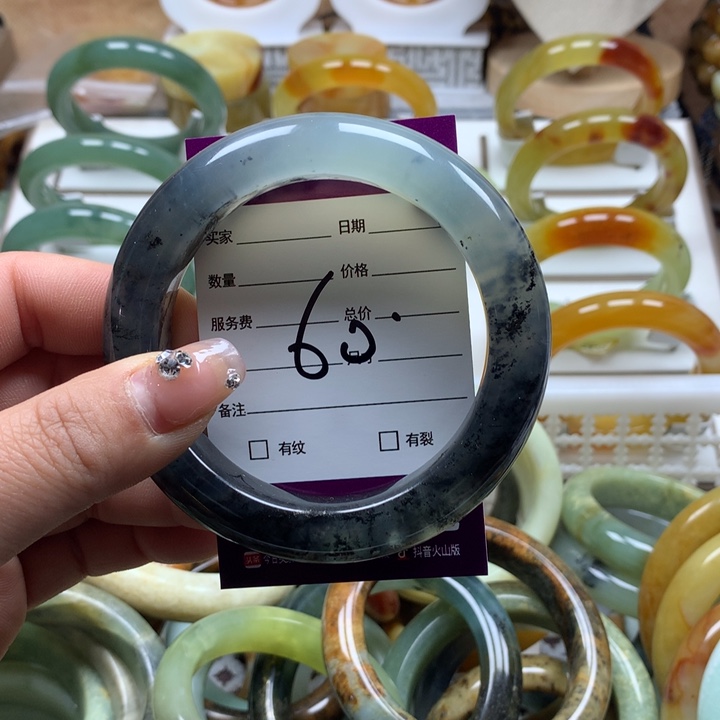 买家 日期
数量 价格
服务费 总价
60.
备注
□ 有纹 □ 有裂
抖音火山版